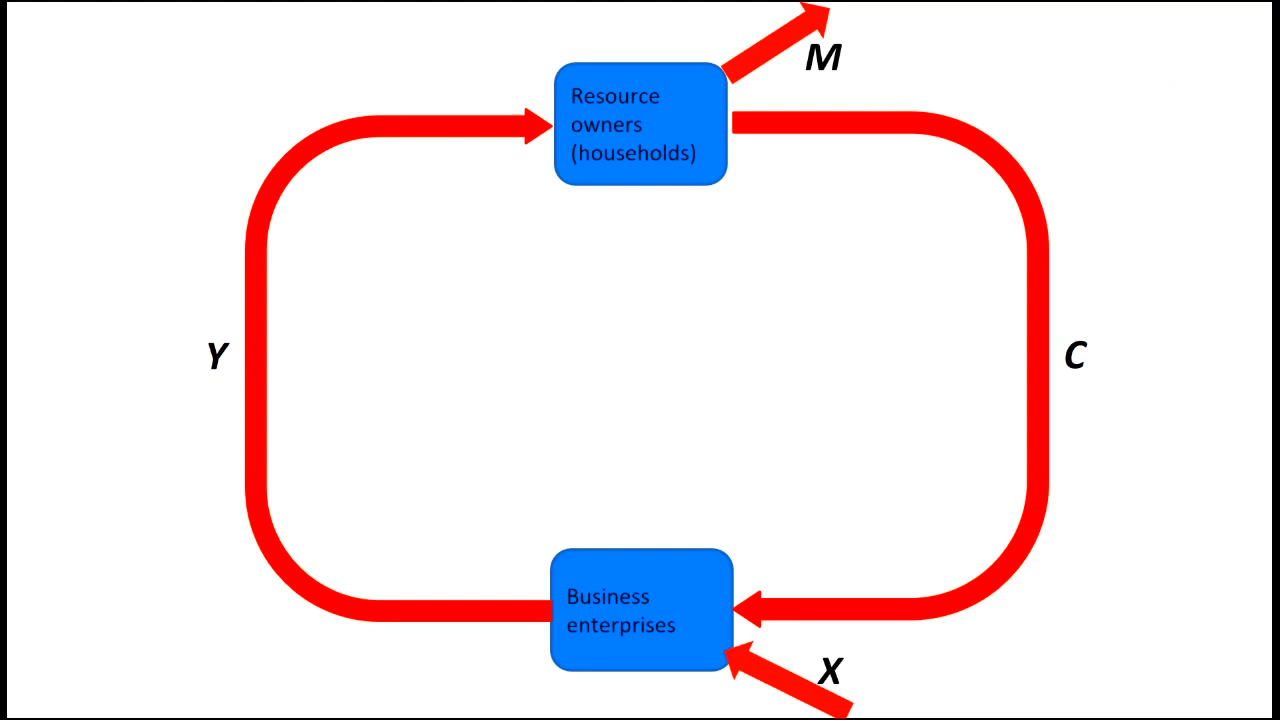 M
Resource
owners
(households)
Y
C
Business
enterprises
X